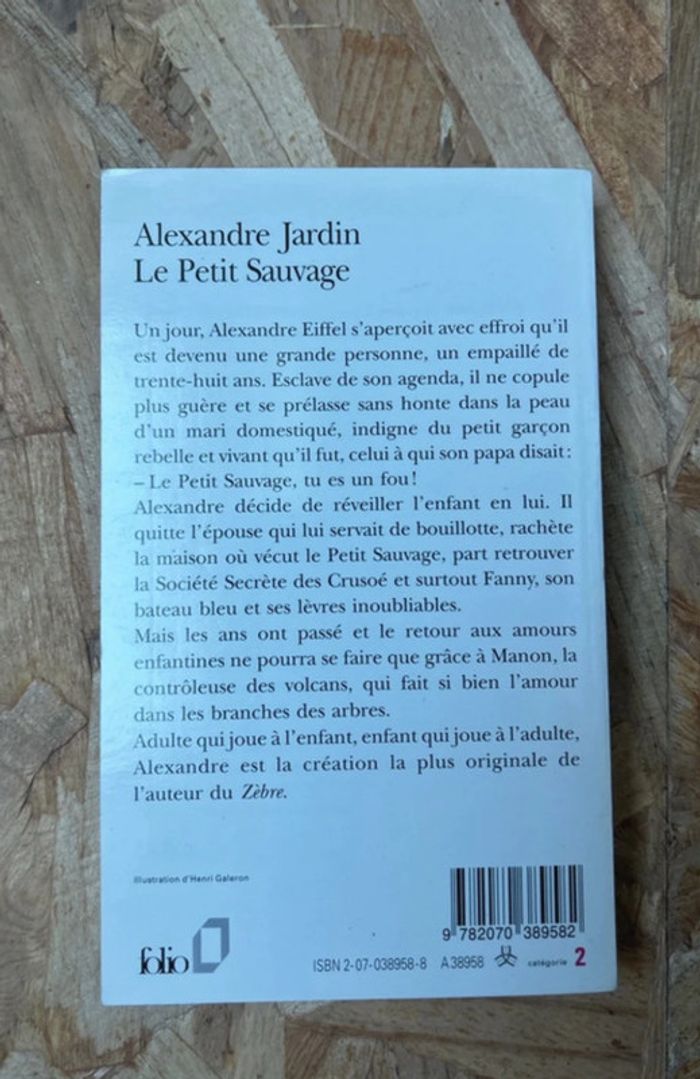 Alexandre Jardin
Le Petit Sauvage
Un jour, Alexandre Eiffel s’aperçoit avec effroi qu’il
est devenu une grande personne, un empaillé de
trente-huit ans. Esclave de son agenda, il ne copule
plus guère et se prélasse sans honte dans la peau
d’un mari domestiqué, indigne du petit garçon
rebelle et vivant qu’il fut, celui à qui son papa disait :
– Le Petit Sauvage, tu es un fou !
Alexandre décide de réveiller l’enfant en lui. Il
quitte l’épouse qui lui servait de bouillotte, rachète
la maison où vécut le Petit Sauvage, part retrouver
la Société Secrète des Crusoé et surtout Fanny, son
bateau bleu et ses lèvres inoubliables.
Mais les ans ont passé et le retour aux amours
enfantines ne pourra se faire que grâce à Manon, la
contrôleuse des volcans, qui fait si bien l’amour
dans les branches des arbres.
Adulte qui joue à l’enfant, enfant qui joue à l’adulte,
Alexandre est la création la plus originale de
l’auteur du Zèbre.
Illustration d’Henri Galeron
9 782070 389582
folio
ISBN 2-07-038958-8 A 38958 catégorie 2